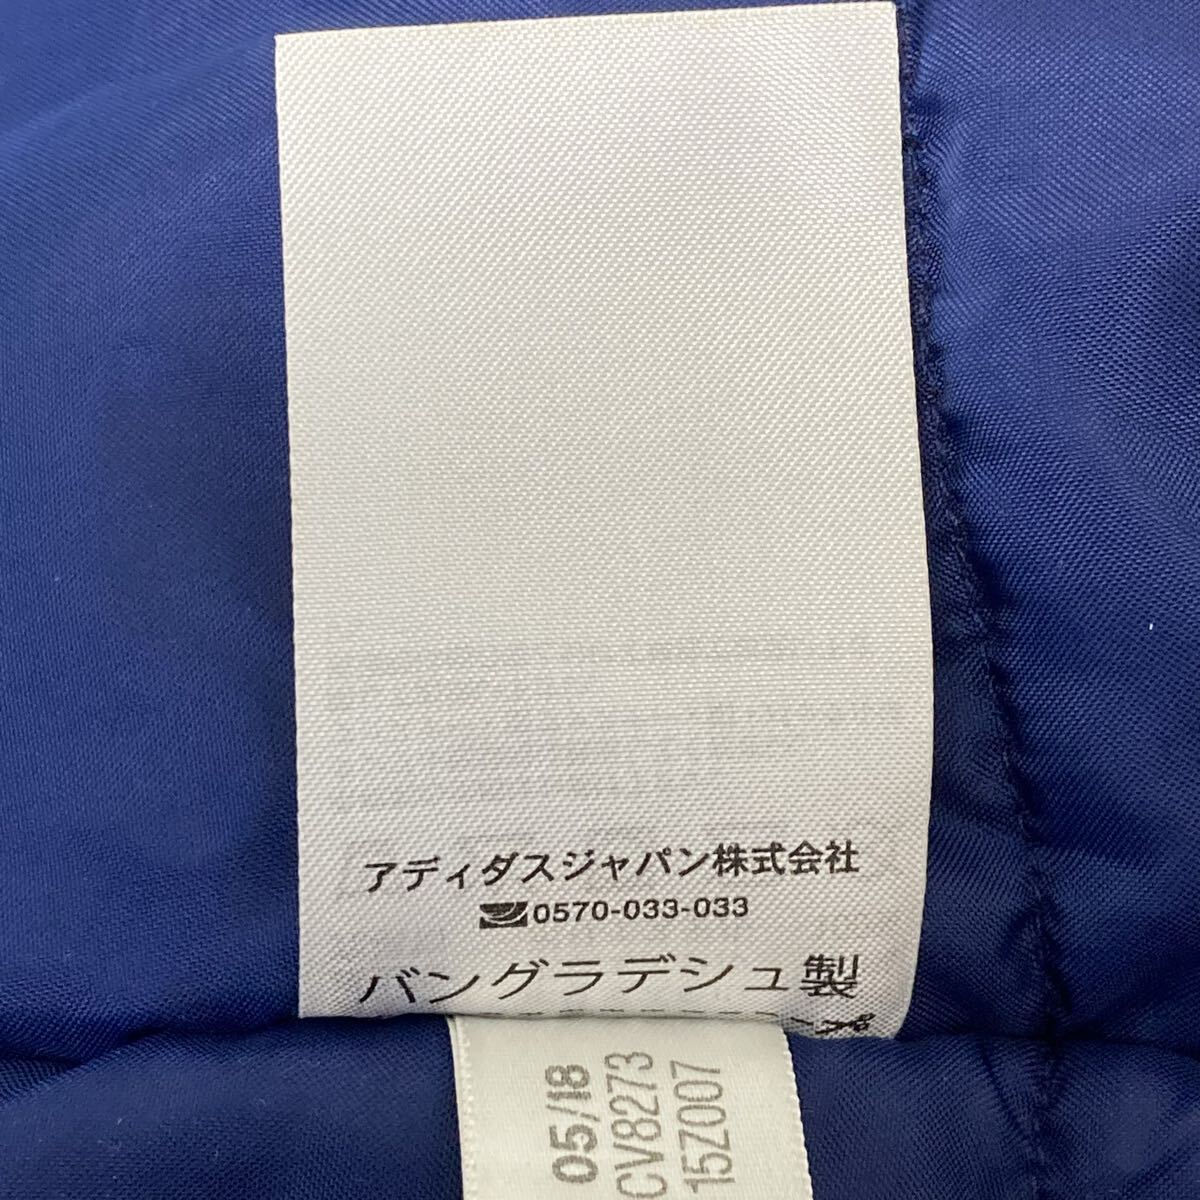 アディダスジャパン株式会社
0570-033-033
バングラデシュ製
05/18
CV8273
15Z007